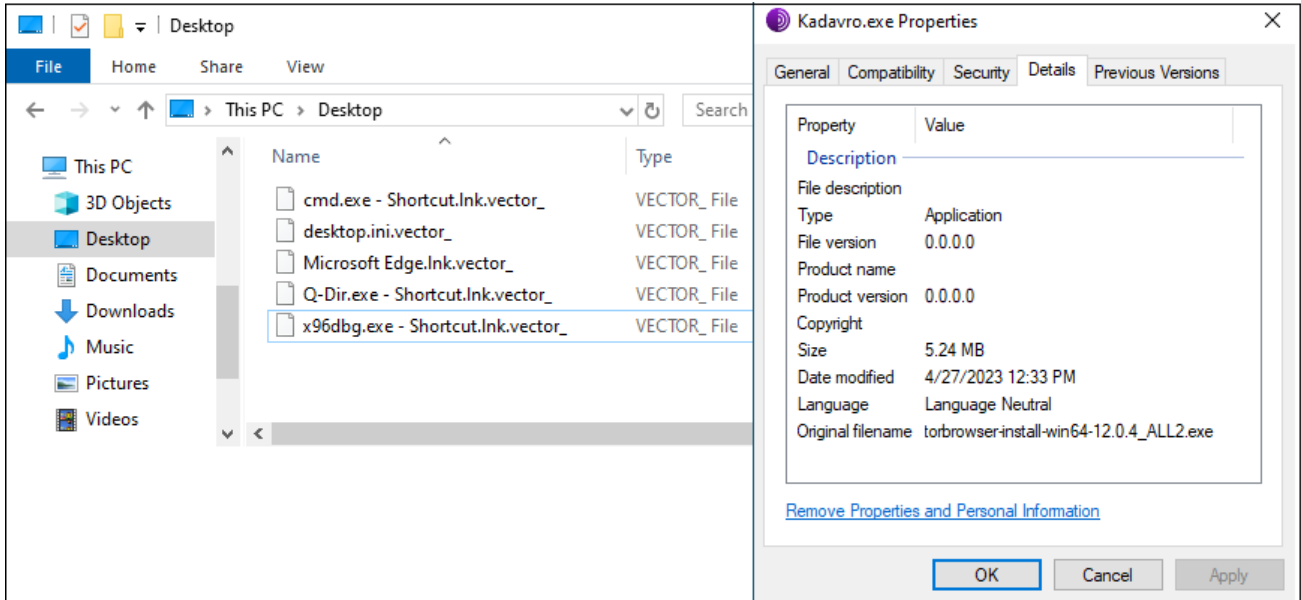 Desktop
File Home Share View
This PC > Desktop
Search
This PC
3D Objects
Desktop
Documents
Downloads
Music
Pictures
Videos
Name Type
cmd.exe - Shortcut.lnk.vector_ VECTOR_ File
desktop.ini.vector_ VECTOR_ File
Microsoft Edge.lnk.vector_ VECTOR_ File
Q-Dir.exe - Shortcut.lnk.vector_ VECTOR_ File
x96dbg.exe - Shortcut.lnk.vector_ VECTOR_ File
Kadavro.exe Properties
General Compatibility Security Details Previous Versions
Property Value
Description
File description
Type Application
File version 0.0.0.0
Product name
Product version 0.0.0.0
Copyright
Size 5.24 MB
Date modified 4/27/2023 12:33 PM
Language Language Neutral
Original filename torbrowser-install-win64-12.0.4_ALL2.exe
Remove Properties and Personal Information
OK Cancel Apply